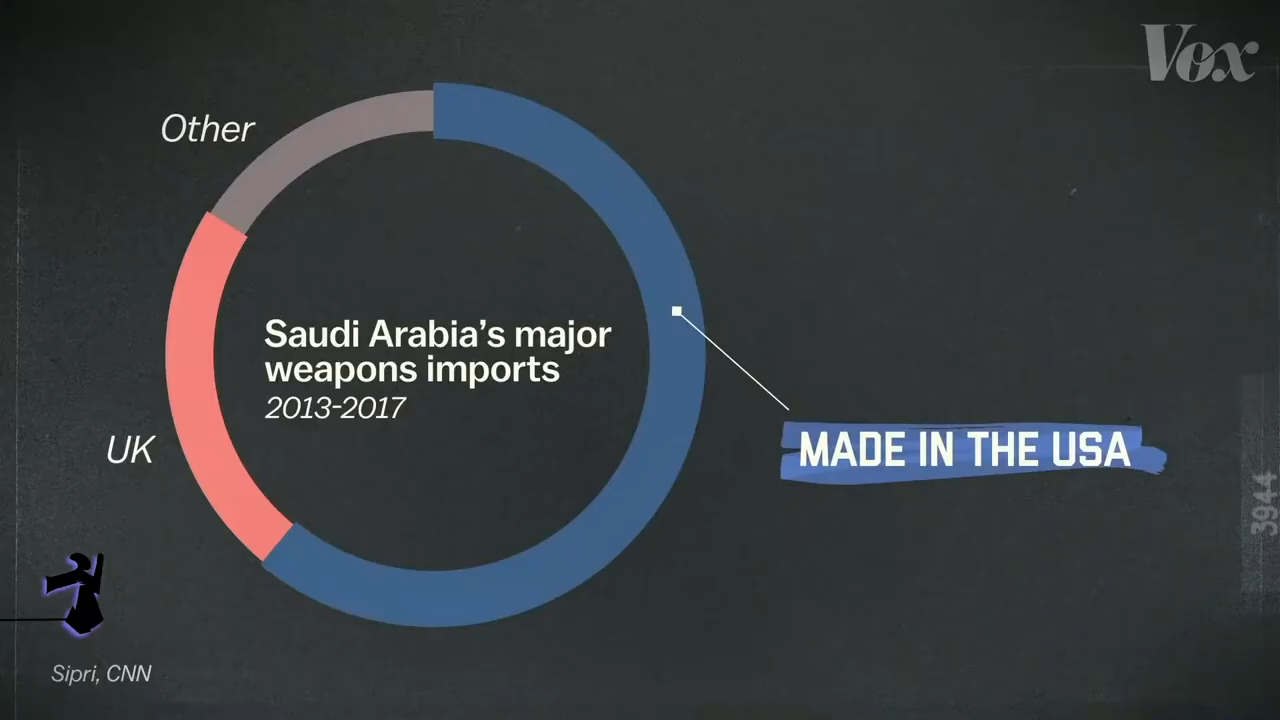 Vox
Other
Saudi Arabia's major
weapons imports
2013-2017
UK
MADE IN THE USA
3944
Sipri, CNN